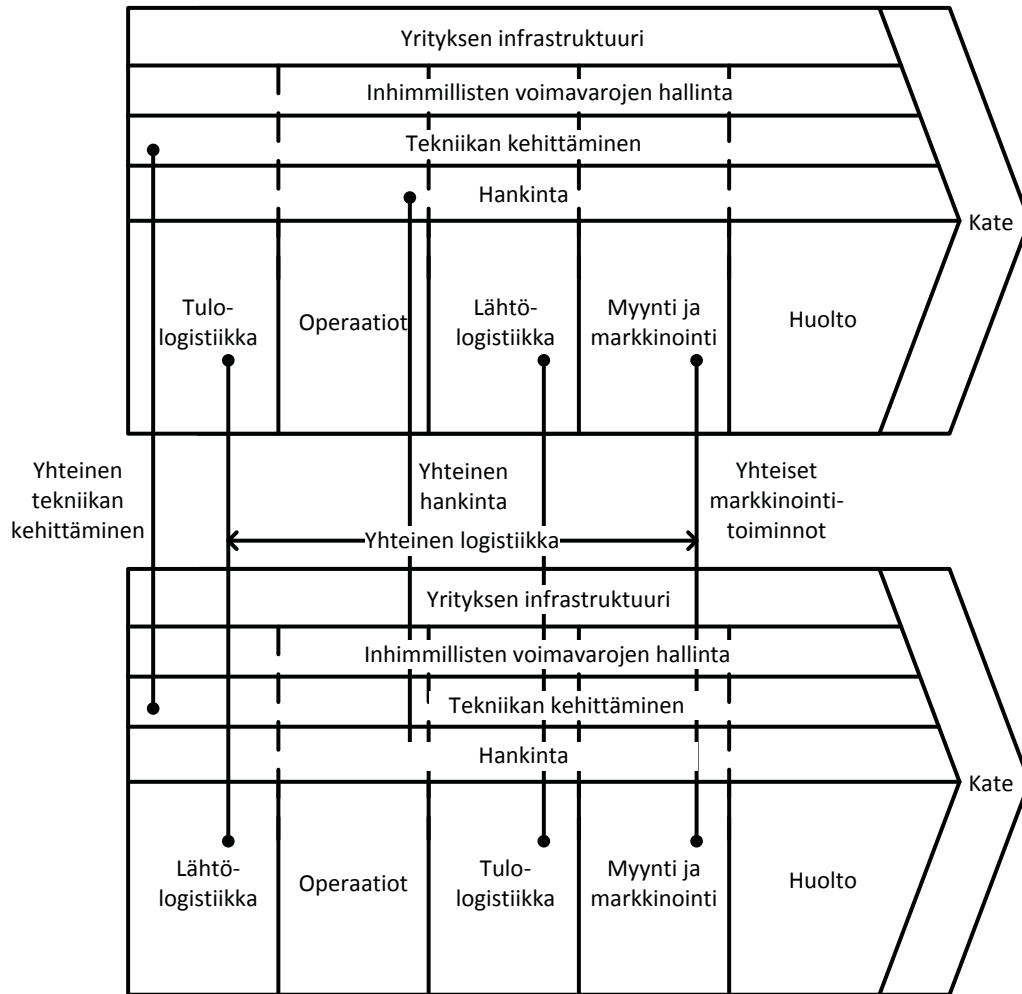 Yrityksen infrastruktuuri
Inhimmillisten voimavarojen hallinta
Tekniikan kehittäminen
Hankinta
Kate
Tulo-
logistiikka
Operaatiot
Lähtö-
logistiikka
Myynti ja
markkinointi
Huolto
Yhteinen
tekniikan
kehittäminen
Yhteinen
hankinta
Yhteiset
markkinointi-
toiminnot
Yhteinen logistiikka
Yrityksen infrastruktuuri
Inhimmillisten voimavarojen hallinta
Tekniikan kehittäminen
Hankinta
Kate
Lähtö-
logistiikka
Operaatiot
Tulo-
logistiikka
Myynti ja
markkinointi
Huolto